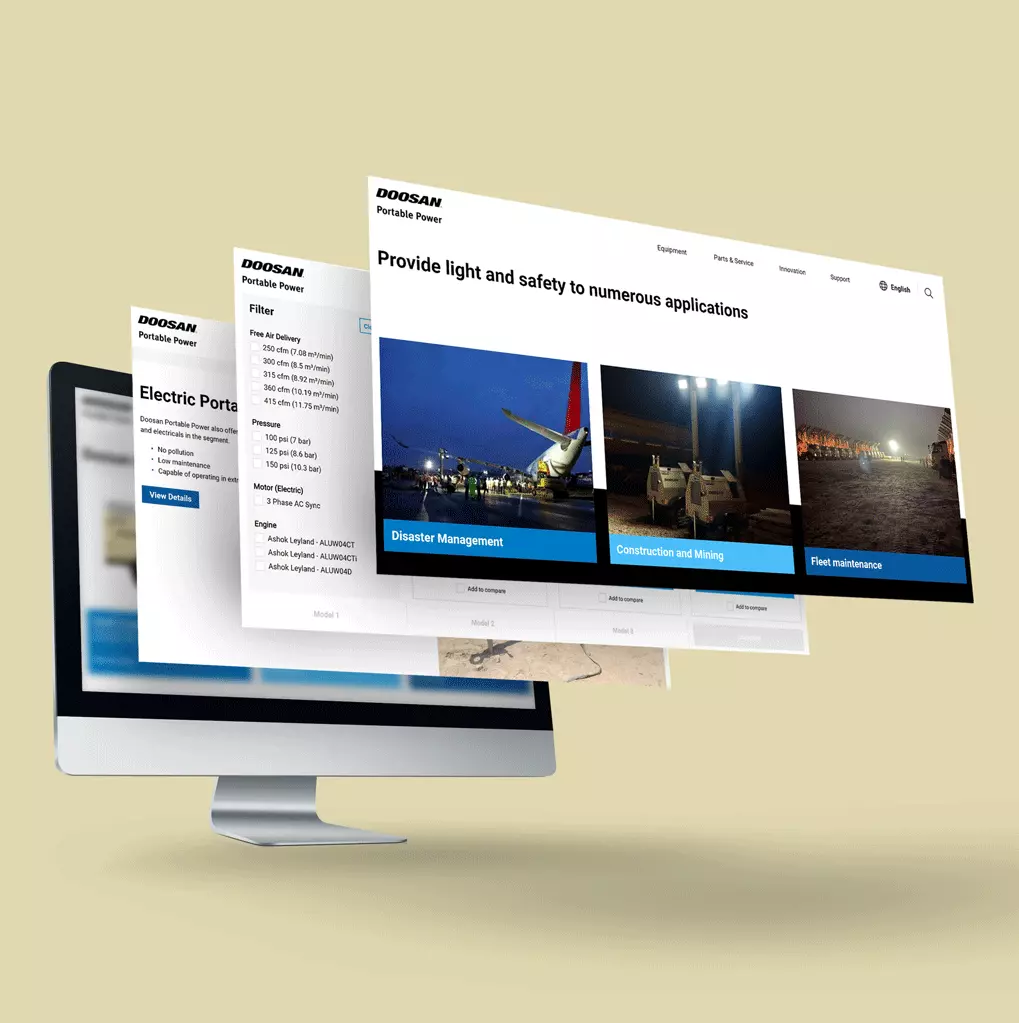 DOOSAN
Portable Power
Equipment
Parts & Service
Innovation
Support
English
Provide light and safety to numerous applications
Disaster Management
Construction and Mining
Fleet maintenance
DOOSAN
Portable Power
Filter
Free Air Delivery
250 cfm (7.08 m³/min)
300 cfm (8.5 m³/min)
315 cfm (8.92 m³/min)
360 cfm (10.19 m³/min)
415 cfm (11.75 m³/min)
Pressure
100 psi (7 bar)
125 psi (8.6 bar)
150 psi (10.3 bar)
Motor (Electric)
3 Phase AC Sync
Engine
Ashok Leyland - ALUW04CT
Ashok Leyland - ALUW04CTi
Ashok Leyland - ALUW04D
Add to compare
Add to compare
Add to compare
Model 1
Model 2
Model 3
DOOSAN
Portable Power
Electric Porta
Doosan Portable Power also offer
and electricals in the segment.
• No pollution
• Low maintenance
• Capable of operating in extr
View Details